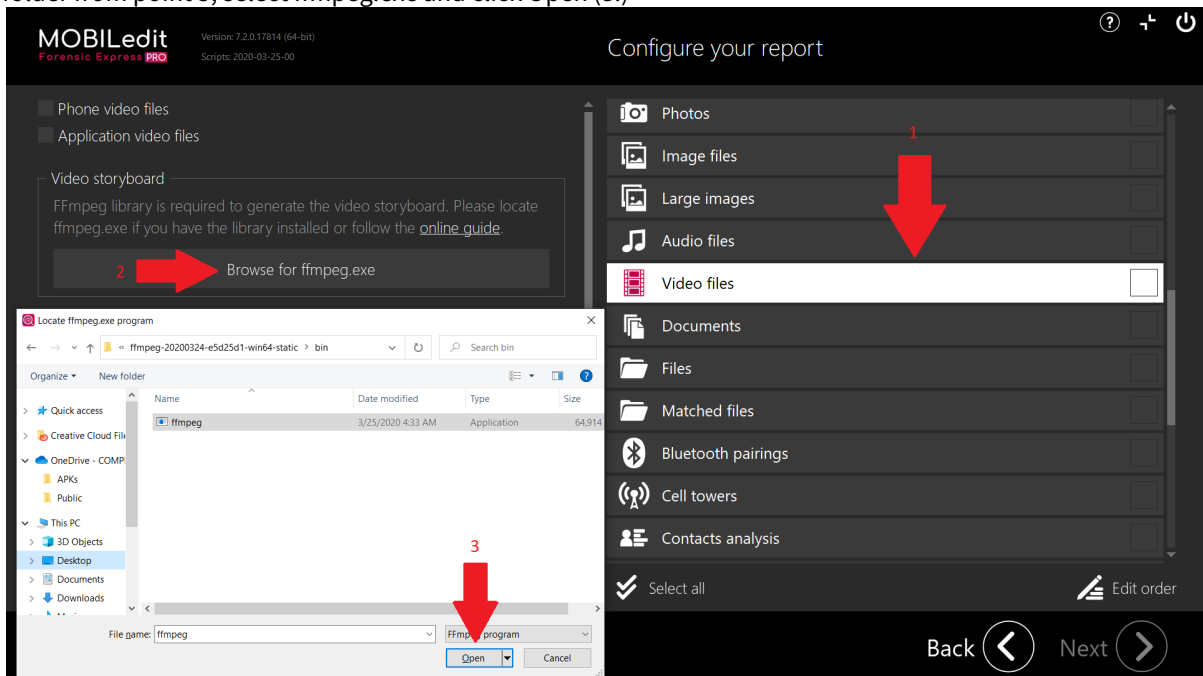 MOBILedit
Forensic Express PRO
Version: 7.2.0.17814 (64-bit)
Scripts: 2020-03-25-00
Configure your report
Phone video files
Application video files
Video storyboard
FFmpeg library is required to generate the video storyboard. Please locate
ffmpeg.exe if you have the library installed or follow the online guide.
2
Browse for ffmpeg.exe
Locate ffmpeg.exe program
« ffmpeg-20200324-e5d25d1-win64-static > bin
Search bin
Organize
New folder
Name
Date modified
Type
Size
ffmpeg
3/25/2020 4:33 AM
Application
64,914
Quick access
Creative Cloud File
OneDrive - COMP
APKs
Public
This PC
3D Objects
Desktop
Documents
Downloads
3
File name:
ffmpeg
program
Open
Cancel
Photos
1
Image files
Large images
Audio files
Video files
Documents
Files
Matched files
Bluetooth pairings
Cell towers
Contacts analysis
Select all
Edit order
Back
Next